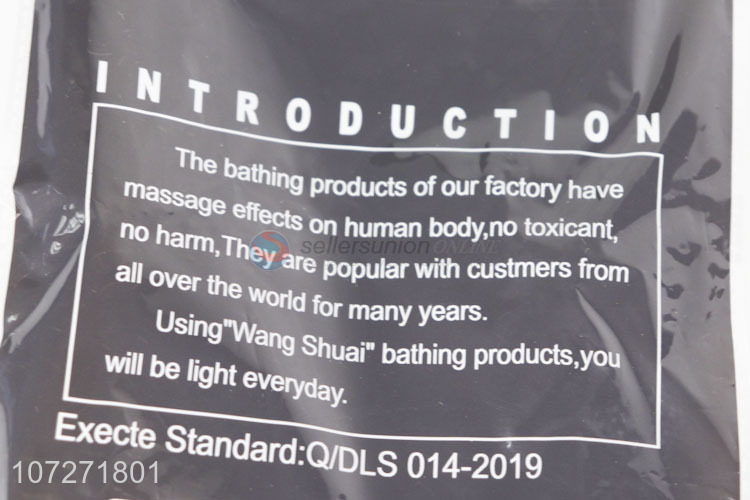 INTRODUCTION
The bathing products of our factory have
massage effects on human body,no toxicant,
no harm,They are popular with custmers from
all over the world for many years.
Using"Wang Shuai" bathing products,you
will be light everyday.
Execte Standard:Q/DLS 014-2019
sellersunion ONLINE
107271801